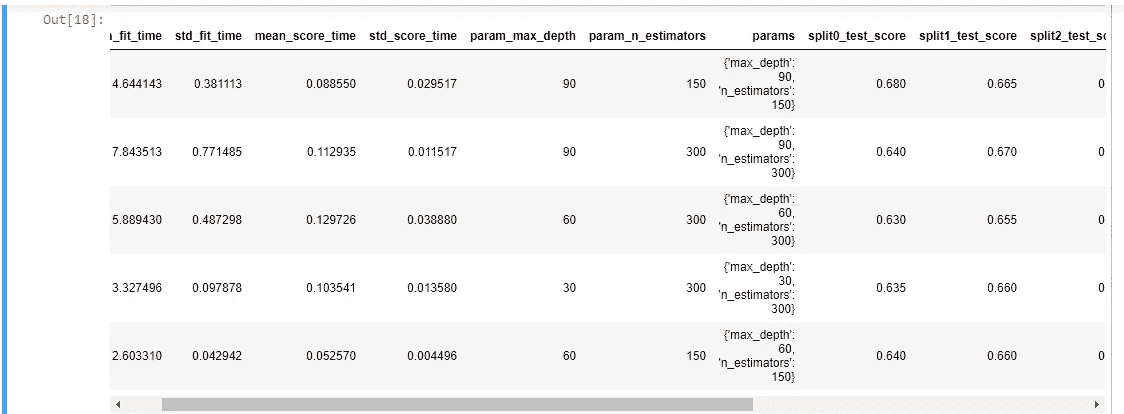 Out[18]:
_fit_time std_fit_time mean_score_time std_score_time param_max_depth param_n_estimators params split0_test_score split1_test_score split2_test_sc
4.644143 0.381113 0.088550 0.029517 90 150 {'max_depth': 90, 'n_estimators': 150} 0.680 0.665 0.
7.843513 0.771485 0.112935 0.011517 90 300 {'max_depth': 90, 'n_estimators': 300} 0.640 0.670 0.
5.889430 0.487298 0.129726 0.038880 60 300 {'max_depth': 60, 'n_estimators': 300} 0.630 0.655 0.
3.327496 0.097878 0.103541 0.013580 30 300 {'max_depth': 30, 'n_estimators': 300} 0.635 0.660 0.
2.603310 0.042942 0.052570 0.004496 60 150 {'max_depth': 60, 'n_estimators': 150} 0.640 0.660 0.